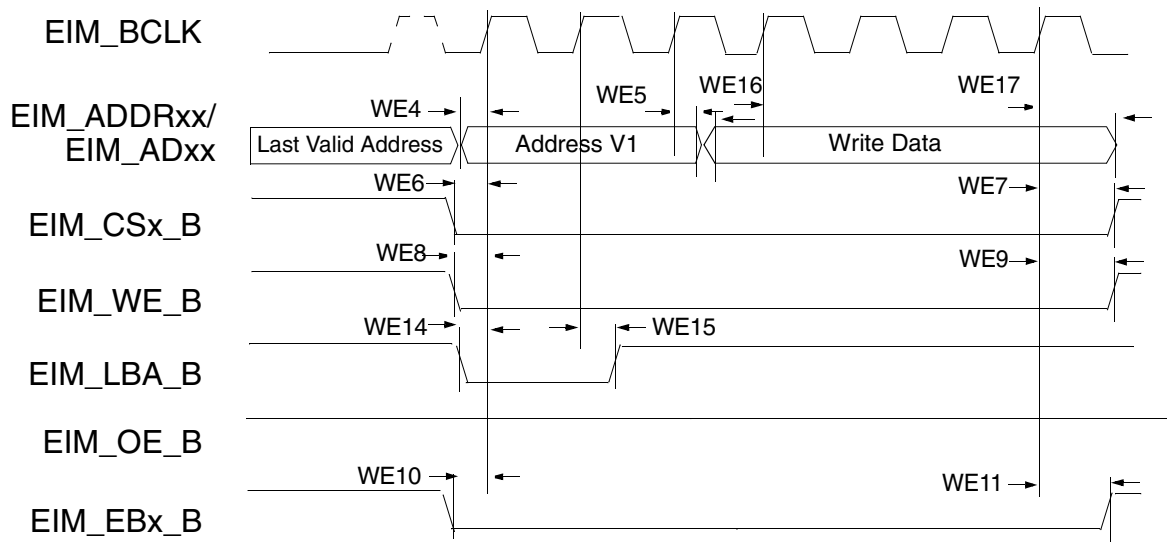 EIM_BCLK
WE4
WE5
WE16
WE17
EIM_ADDRxx/
EIM_ADxx
Last Valid Address
Address V1
Write Data
WE6
WE7
EIM_CSx_B
WE8
WE9
EIM_WE_B
WE14
WE15
EIM_LBA_B
EIM_OE_B
WE10
WE11
EIM_EBx_B